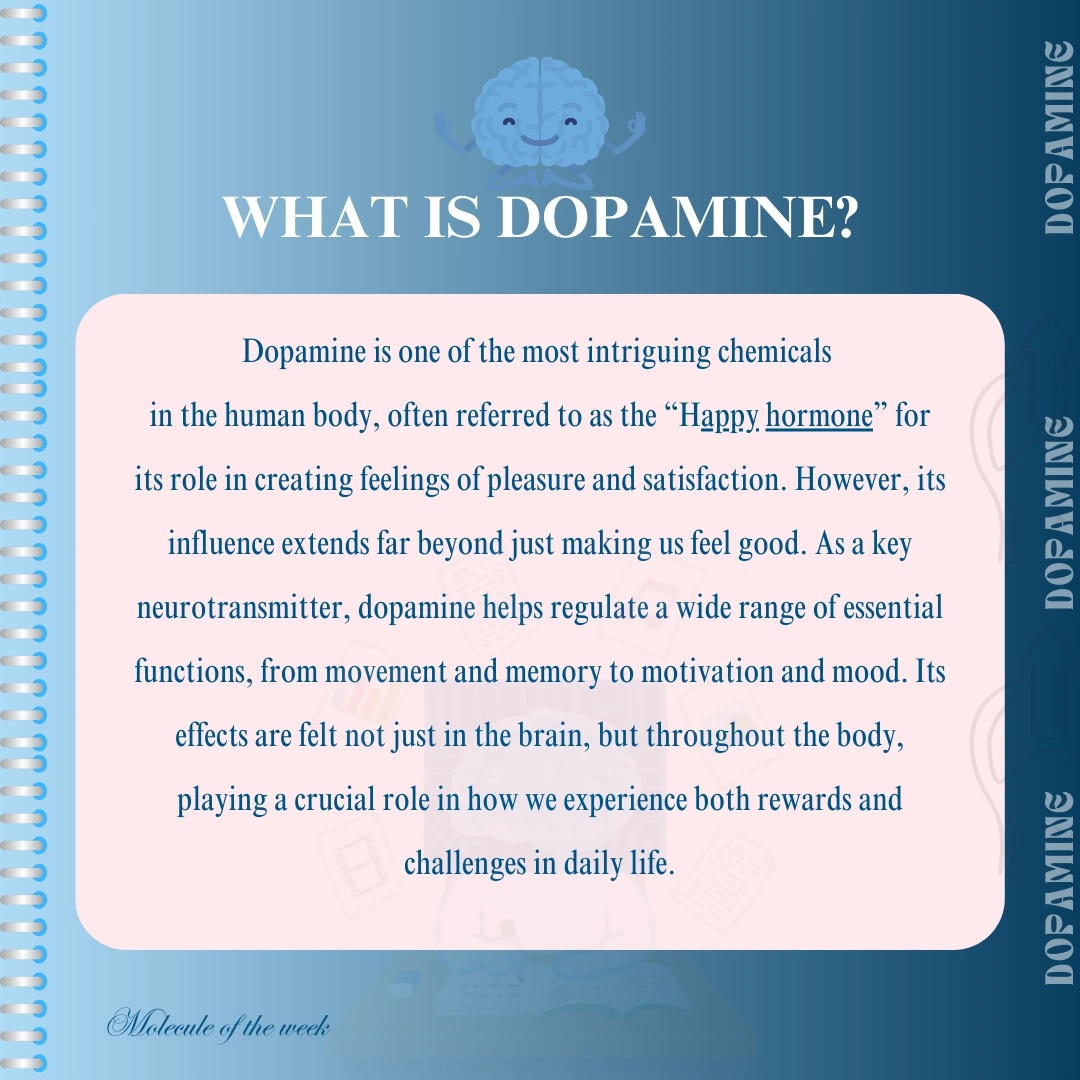 WHAT IS DOPAMINE?
Dopamine is one of the most intriguing chemicals
in the human body, often referred to as the “Happy hormone” for
its role in creating feelings of pleasure and satisfaction. However, its
influence extends far beyond just making us feel good. As a key
neurotransmitter, dopamine helps regulate a wide range of essential
functions, from movement and memory to motivation and mood. Its
effects are felt not just in the brain, but throughout the body,
playing a crucial role in how we experience both rewards and
challenges in daily life.
Molecule of the week
DOPAMINE
DOPAMINE
DOPAMINE